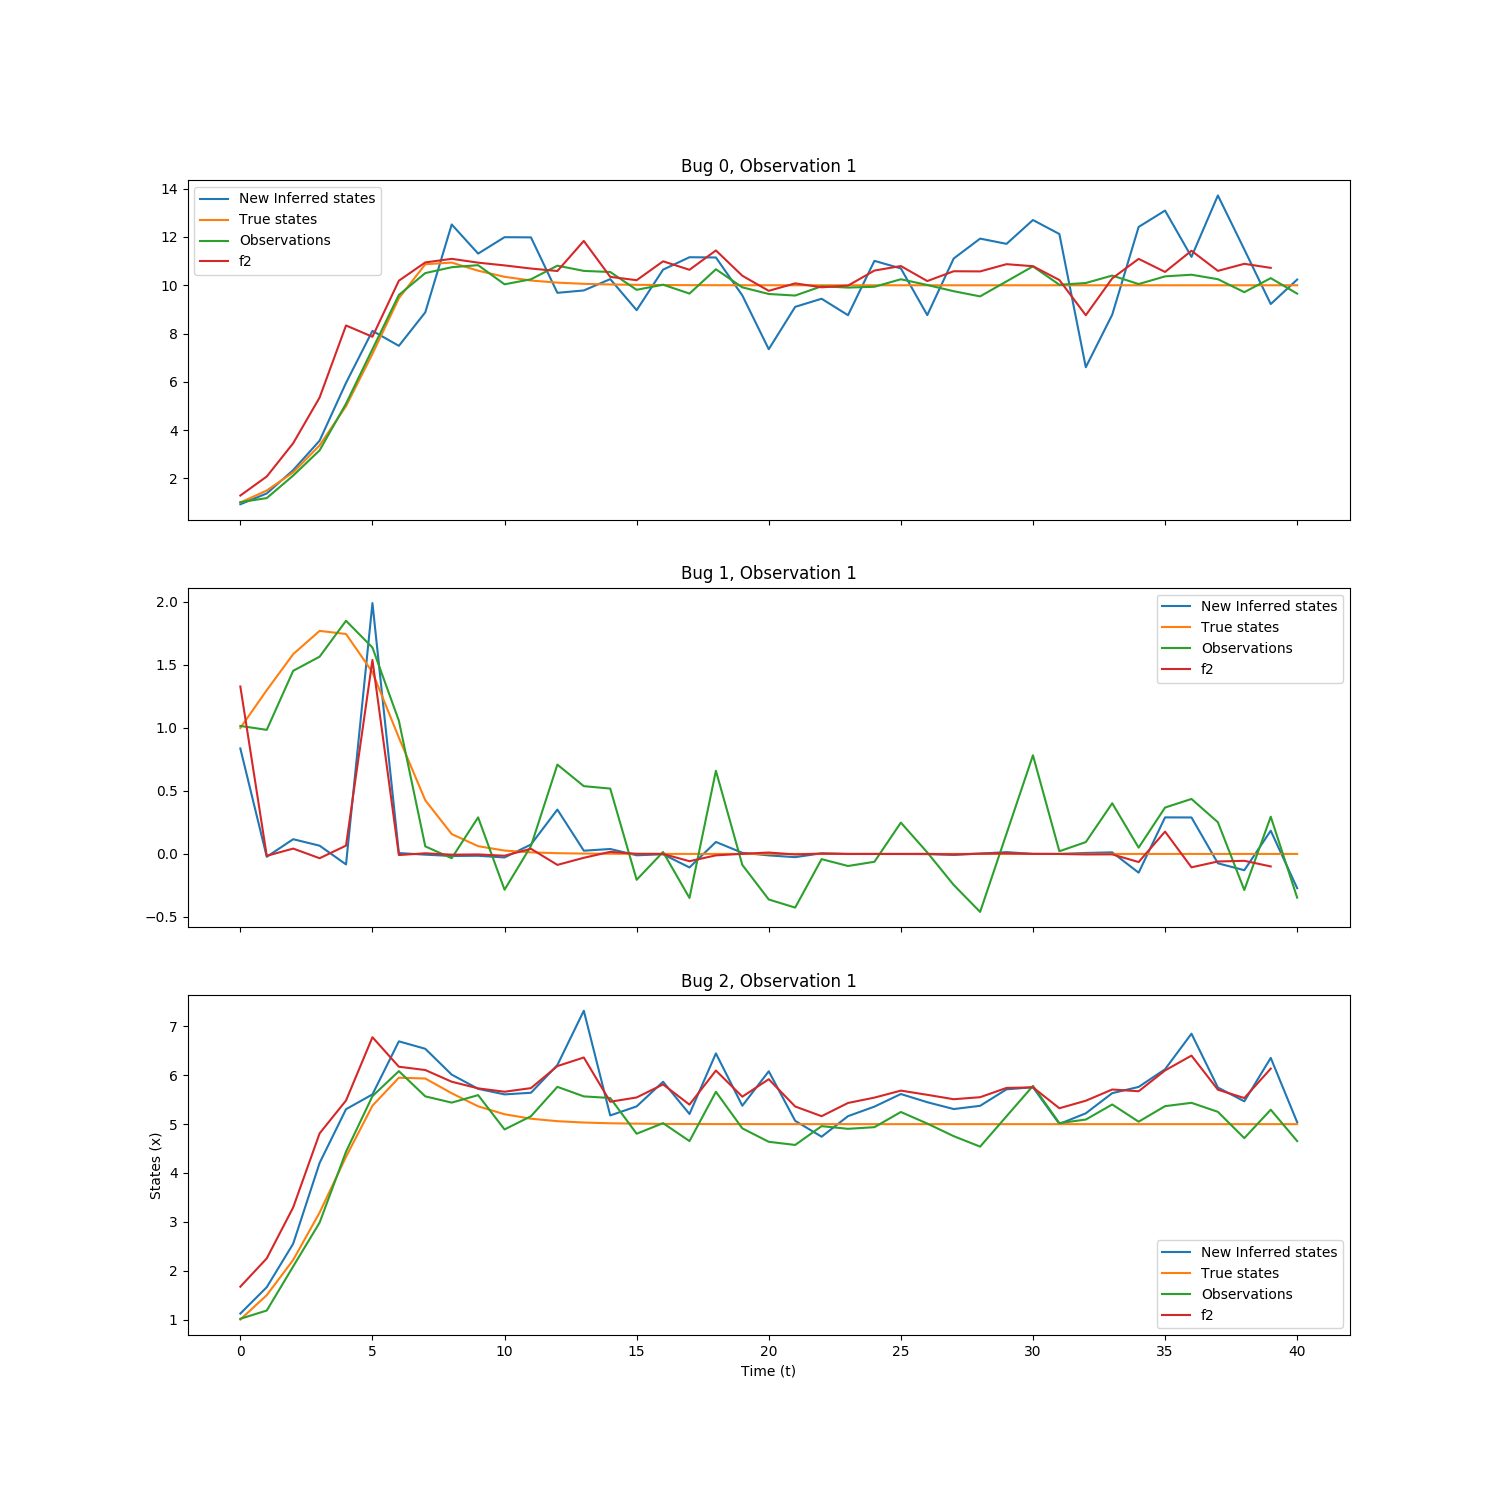 Bug 0, Observation 1
14
12
10
8
6
4
2
New Inferred states
True states
Observations
f2
Bug 1, Observation 1
2.0
1.5
1.0
0.5
0.0
−0.5
New Inferred states
True states
Observations
f2
Bug 2, Observation 1
7
6
5
4
3
2
1
States (x)
New Inferred states
True states
Observations
f2
0 5 10 15 20 25 30 35 40
Time (t)